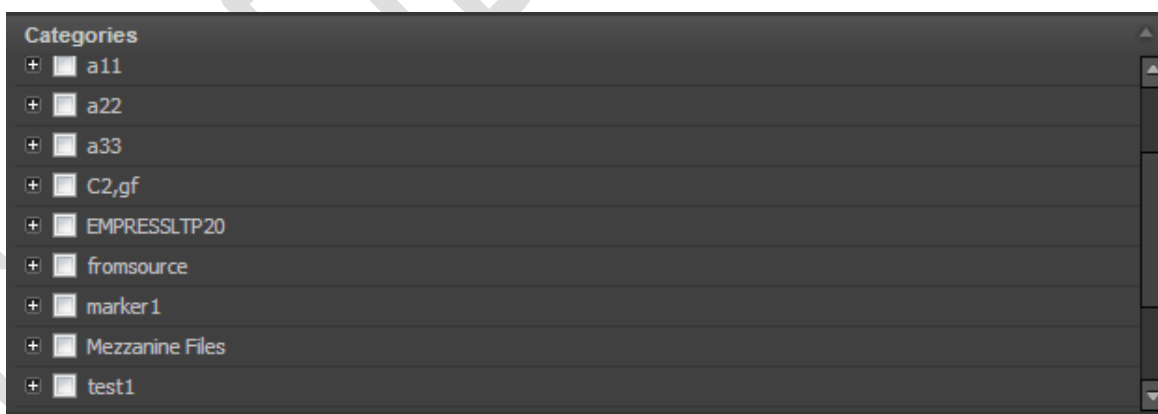 Categories
a11
a22
a33
C2,gf
EMPRESSLTP20
fromsource
marker1
Mezzanine Files
test1